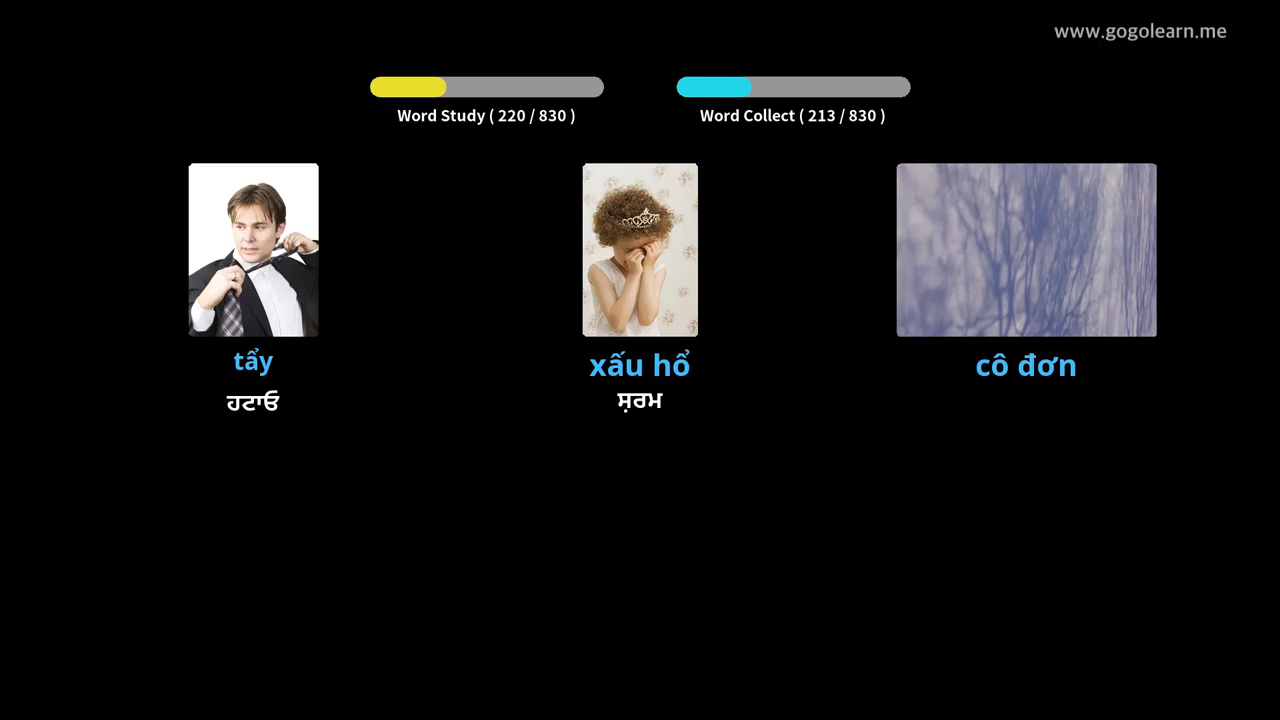 www.gogolearn.me
Word Study ( 220 / 830 )
Word Collect ( 213 / 830 )
tẩy
xấu hổ
cô đơn
ਹਟਾਓ
ਸ਼ਰਮ